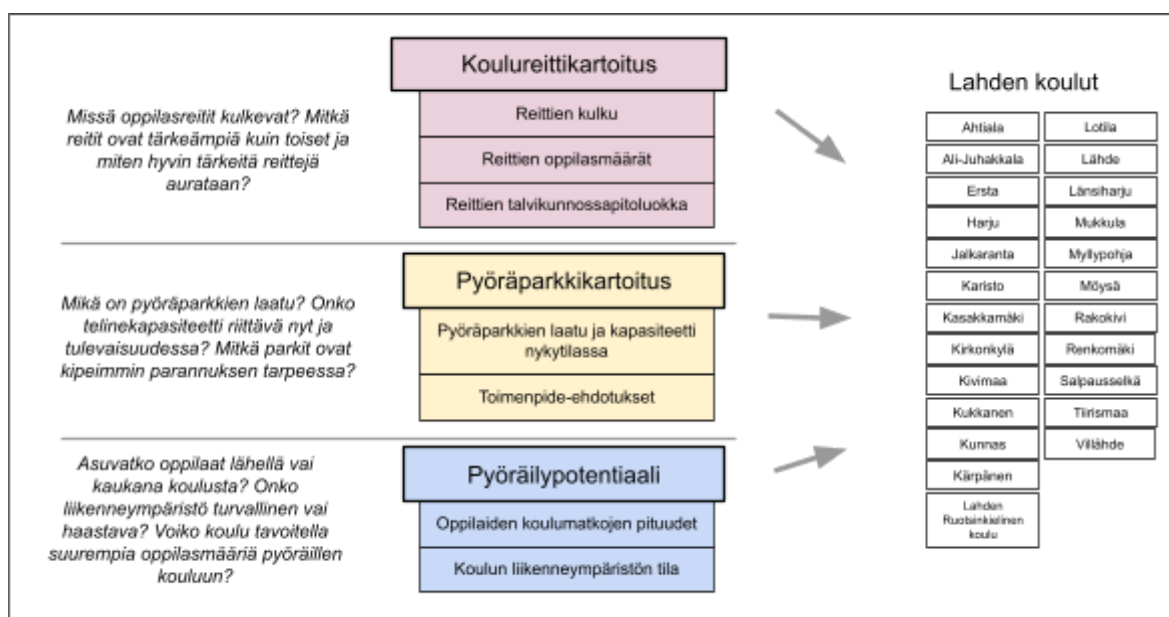 Koulureittikartoitus
Missä oppilasreitit kulkevat? Mitkä
reitit ovat tärkeämpiä kuin toiset ja
miten hyvin tärkeitä reittejä
aurataan?
Reittien kulku
Reittien oppilasmäärät
Reittien talvikunnossapitoluokka
Pyöräparkkikartoitus
Mikä on pyöräparkkien laatu? Onko
telinekapasiteetti riittävä nyt ja
tulevaisuudessa? Mitkä parkit ovat
kipeimmin parannuksen tarpeessa?
Pyöräparkkien laatu ja kapasiteetti
nykytilassa
Toimenpide-ehdotukset
Pyöräilypotentiaali
Asuvatko oppilaat lähellä vai
kaukana koulusta? Onko
liikenneympäristö turvallinen vai
haastava? Voiko koulu tavoitella
suurempia oppilasmääriä pyöräillen
kouluun?
Oppilaiden koulumatkojen pituudet
Koulun liikenneympäristön tila
Lahden koulut
Ahtiala
Ali-Juhakkala
Ersta
Harju
Jalkaranta
Karisto
Kasakkamäki
Kirkonkylä
Kivimaa
Kukkanen
Kunnas
Kärpänen
Lahden
Ruotsinkielinen
koulu
Lotila
Lähde
Länsiharju
Mukkula
Myllypohja
Möysä
Rakokivi
Renkomäki
Salpausselkä
Tiirismaa
Villähde